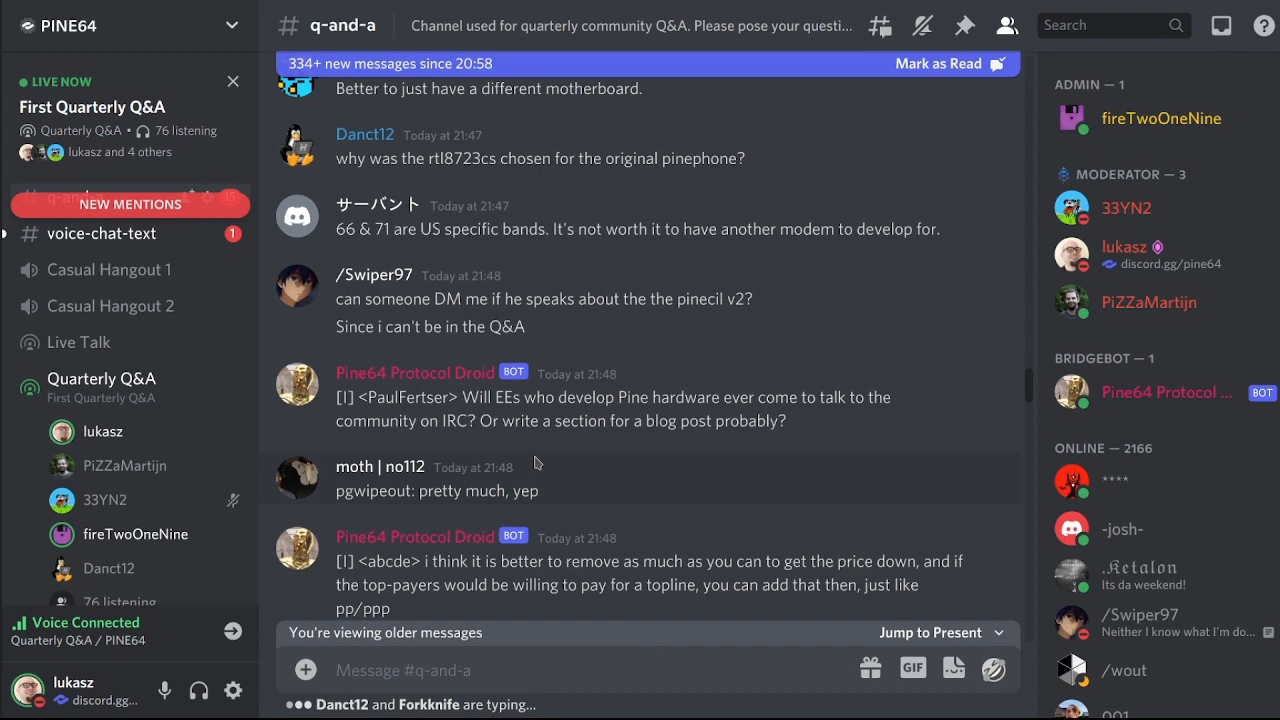 PINE64
LIVE NOW
First Quarterly Q&A
Quarterly Q&A • 76 listening
lukasz and 4 others
q-and-a 15
NEW MENTIONS
# voice-chat-text 1
Casual Hangout 1
Casual Hangout 2
Live Talk
Quarterly Q&A
First Quarterly Q&A
lukasz
PiZZaMartijn
33YN2
fireTwoOneNine
Danct12
76 listening
Voice Connected
Quarterly Q&A / PINE64
lukasz
discord.gg...
# q-and-a
Channel used for quarterly community Q&A. Please pose your questi...
Search
334+ new messages since 20:58 Mark as Read
Better to just have a different motherboard.
Danct12 Today at 21:47
why was the rtl8723cs chosen for the original pinephone?
サーバント Today at 21:47
66 & 71 are US specific bands. It's not worth it to have another modem to develop for.
/Swiper97 Today at 21:48
can someone DM me if he speaks about the the pinecil v2?
Since i can't be in the Q&A
Pine64 Protocol Droid BOT Today at 21:48
[I] <PaulFertser> Will EEs who develop Pine hardware ever come to talk to the
community on IRC? Or write a section for a blog post probably?
moth | no112 Today at 21:48
pgwipeout: pretty much, yep
Pine64 Protocol Droid BOT Today at 21:48
[I] <abcde> i think it is better to remove as much as you can to get the price down, and if
the top-payers would be willing to pay for a topline, you can add that then, just like
pp/ppp
You're viewing older messages Jump to Present
Message #q-and-a
GIF
Danct12 and Forkknife are typing...
ADMIN — 1
fireTwoOneNine
MODERATOR — 3
33YN2
lukasz
discord.gg/pine64
PiZZaMartijn
BRIDGEBOT — 1
Pine64 Protocol ... BOT
ONLINE — 2166
****
-josh-
.𝔎𝔢𝔱𝔞𝔩𝔬𝔫
Its da weekend!
/Swiper97
Neither I know what I'm do...
/wout
001